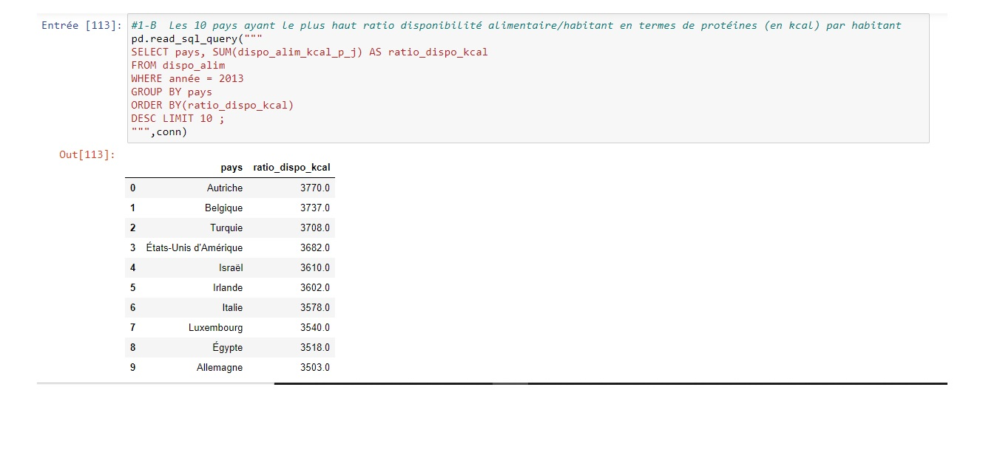 Entrée [113]: #1-B  Les 10 pays ayant le plus haut ratio disponibilité alimentaire/habitant en termes de protéines (en kcal) par habitant
pd.read_sql_query("""
SELECT pays, SUM(dispo_alim_kcal_p_j) AS ratio_dispo_kcal
FROM dispo_alim
WHERE année = 2013
GROUP BY pays
ORDER BY(ratio_dispo_kcal)
DESC LIMIT 10 ;
""",conn)
Out[113]:
pays ratio_dispo_kcal
0 Autriche 3770.0
1 Belgique 3737.0
2 Turquie 3708.0
3 États-Unis d'Amérique 3682.0
4 Israël 3610.0
5 Irlande 3602.0
6 Italie 3578.0
7 Luxembourg 3540.0
8 Égypte 3518.0
9 Allemagne 3503.0